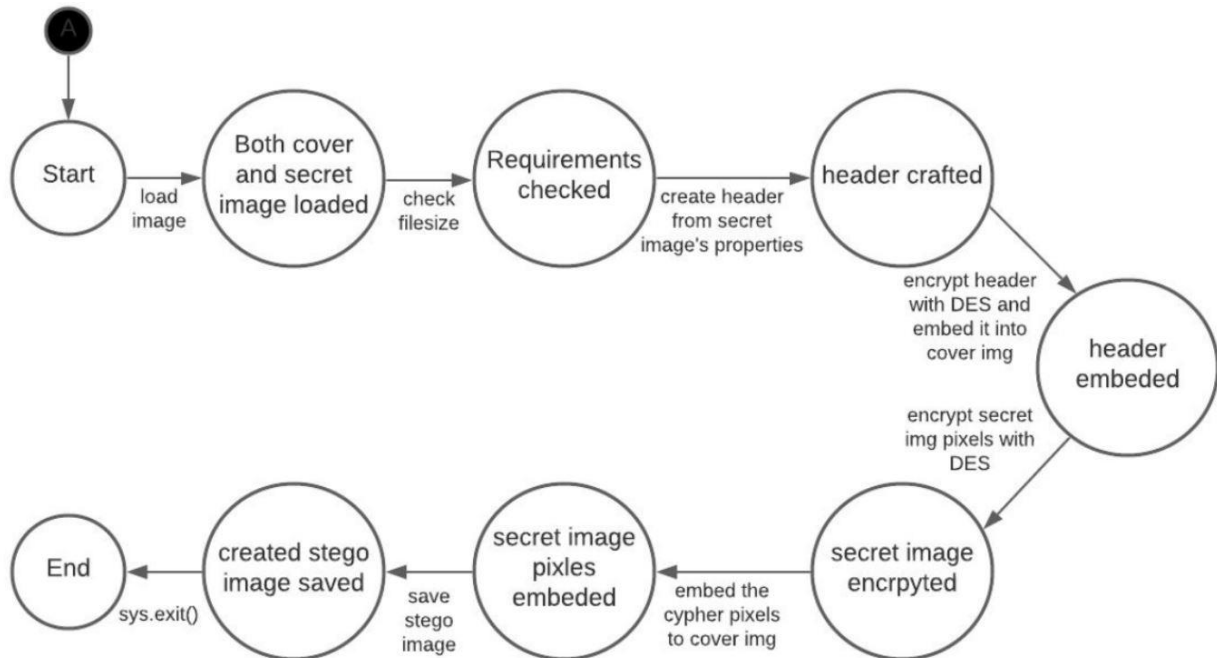 A
Start
load
image
Both cover
and secret
image loaded
check
filesize
Requirements
checked
create header
from secret
image's properties
header crafted
encrypt header
with DES and
embed it into
cover img
header
embeded
encrypt secret
img pixels with
DES
secret image
encrpyted
embed the
cypher pixels
to cover img
secret image
pixles
embeded
save
stego
image
created stego
image saved
sys.exit()
End